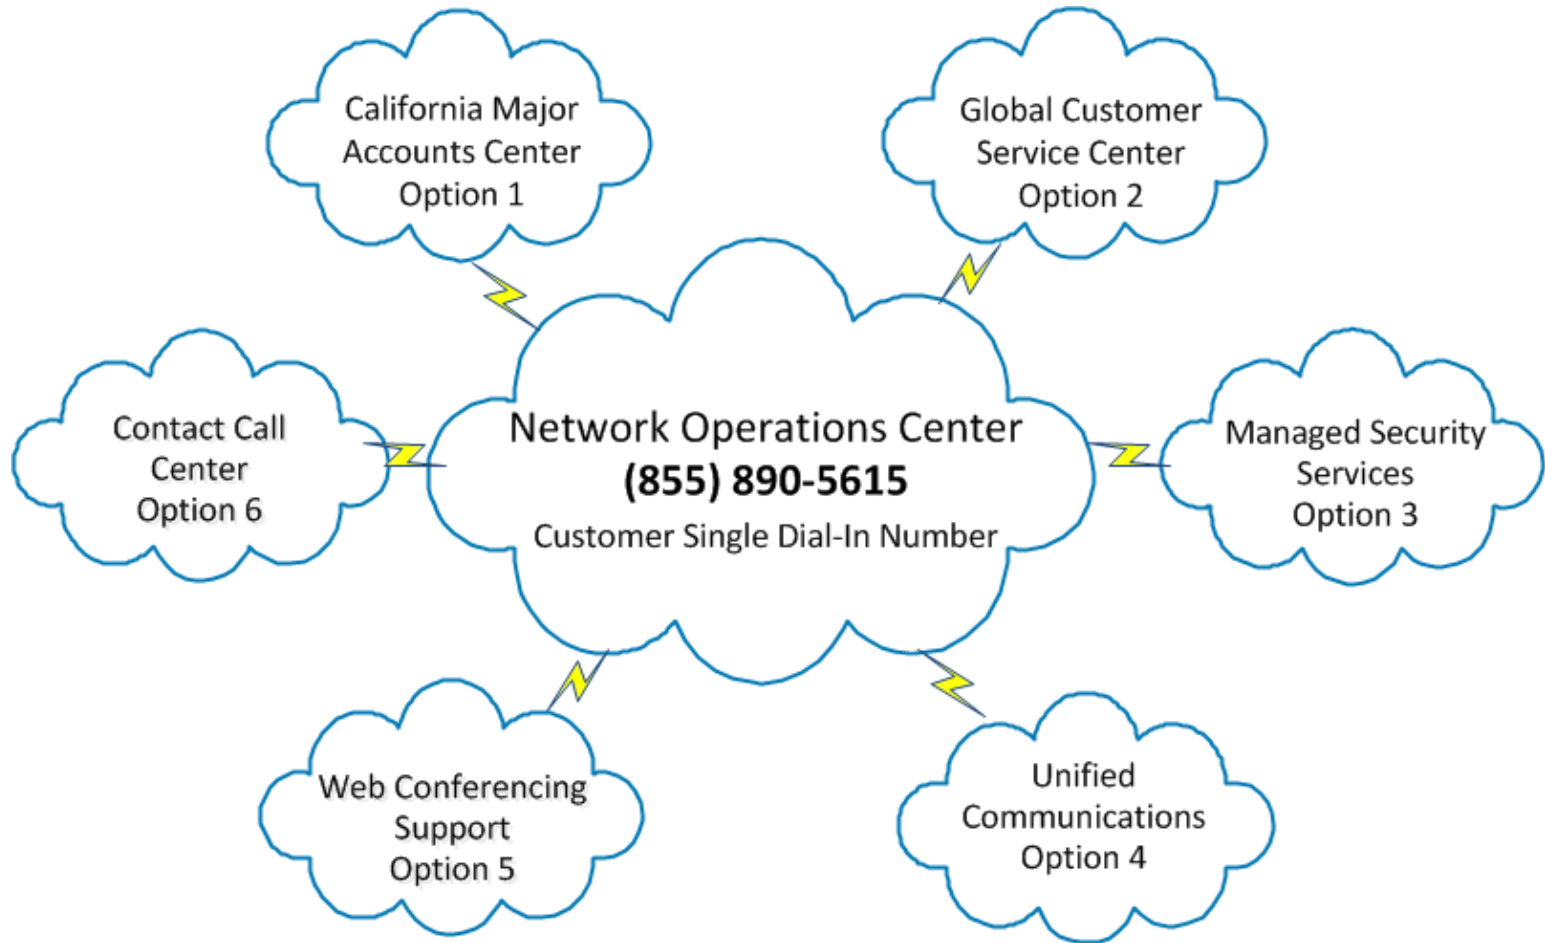 California Major
Accounts Center
Option 1
Global Customer
Service Center
Option 2
Contact Call
Center
Option 6
Network Operations Center
(855) 890-5615
Customer Single Dial-In Number
Managed Security
Services
Option 3
Web Conferencing
Support
Option 5
Unified
Communications
Option 4